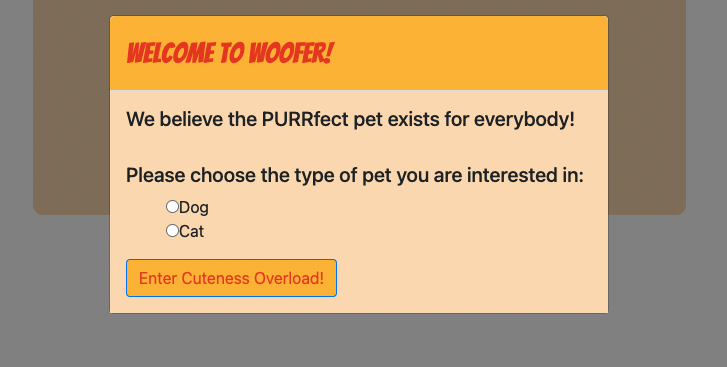 WELCOME TO WOOFER!
We believe the PURRfect pet exists for everybody!
Please choose the type of pet you are interested in:
Dog
Cat
Enter Cuteness Overload!